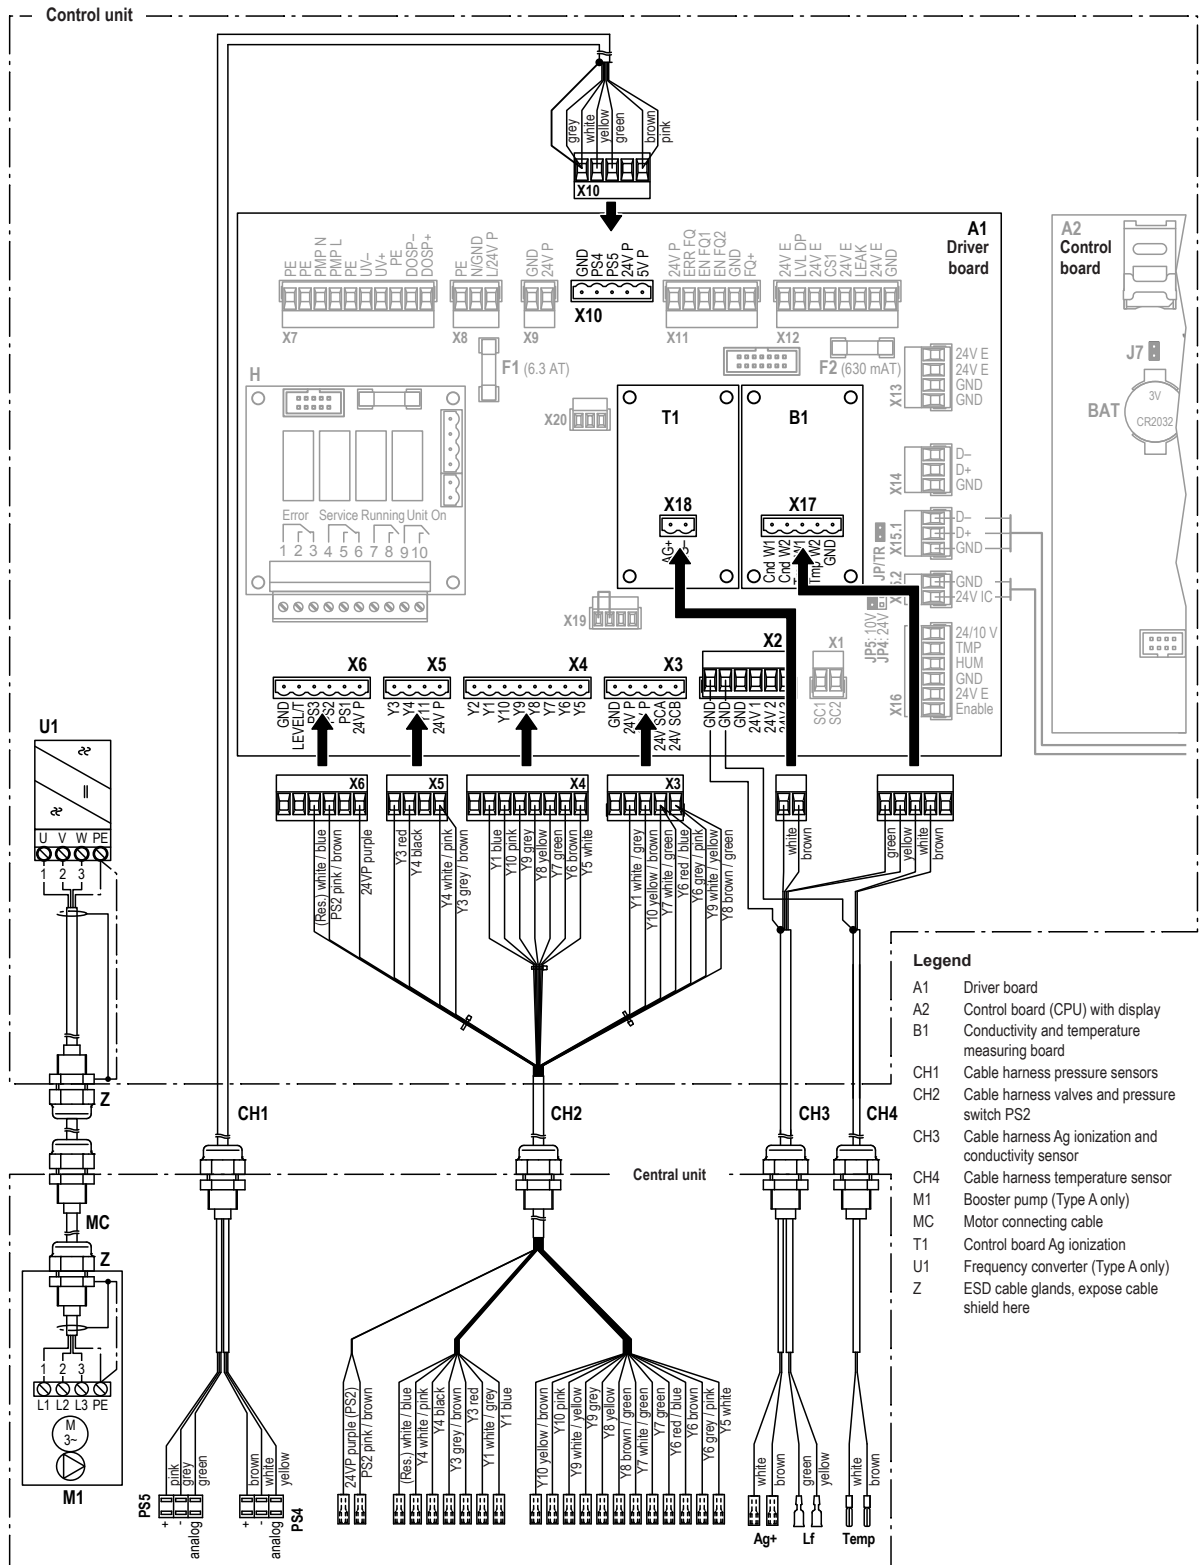 Control unit
grey
white
yellow
green
brown
pink
X10
A1
Driver
board
A2
Control
board
PE
PE
PMP N
PMP L
PE
UV–
UV+
PE
DOSP–
DOSP+
X7
PE
N/GND
L/24V P
X8
GND
24V P
X9
GND
PS4
PS5
24V P
5V P
X10
24V P
ERR FQ
EN FQ1
EN FQ2
GND
FQ+
X11
24V E
LVL DP
24V E
CS1
24V E
LEAK
24V E
GND
X12
F1 (6.3 AT)
F2 (630 mAT)
H
X20
T1
B1
24V E
24V E
GND
GND
X13
J7
BAT
3V
CR2032
D–
D+
GND
X14
X18
X17
AG+
Cnd W1
Cnd W2
Tmp W2
GND
Error Service Running Unit On
1 2 3 4 5 6 7 8 9 10
D–
D+
GND
X15.1
JP/TR
GND
24V IC
JP5: 10V
JP4: 24V
X19
24/10 V
TMP
HUM
GND
24V E
Enable
X16
X6
X5
X4
X3
X2
X1
GND
LEVEL/T
PS3
PS2
PS1
24V P
Y3
Y4
Y11
24V P
Y2
Y1
Y10
Y9
Y8
Y7
Y6
Y5
GND
24V P
24V SCA
24V SCB
GND
GND
GND
24V 1
24V 2
SC1
SC2
U1
U V W PE
1 2 3
X6
X5
X4
X3
(Res.) white / blue
PS2 pink / brown
24VP purple
Y3 red
Y4 black
Y4 white / pink
Y3 grey / brown
Y1 blue
Y10 pink
Y9 grey
Y8 yellow
Y7 green
Y6 brown
Y5 white
Y1 white / grey
Y10 yellow / brown
Y7 white / green
Y6 red / blue
Y6 grey / pink
Y9 white / yellow
Y8 brown / green
white
brown
green
yellow
white
brown
Legend
A1 Driver board
A2 Control board (CPU) with display
B1 Conductivity and temperature
measuring board
CH1 Cable harness pressure sensors
CH2 Cable harness valves and pressure
switch PS2
CH3 Cable harness Ag ionization and
conductivity sensor
CH4 Cable harness temperature sensor
M1 Booster pump (Type A only)
MC Motor connecting cable
T1 Control board Ag ionization
U1 Frequency converter (Type A only)
Z ESD cable glands, expose cable
shield here
Z
CH1
CH2
CH3
CH4
Central unit
MC
Z
1 2 3
L1 L2 L3 PE
M
3~
M1
pink
grey
green
PS5
+
-
analog
brown
white
yellow
+
-
analog
PS4
24VP purple (PS2)
PS2 pink / brown
(Res.) white / blue
Y4 white / pink
Y4 black
Y3 grey / brown
Y3 red
Y1 white / grey
Y1 blue
Y10 yellow / brown
Y10 pink
Y9 white / yellow
Y9 grey
Y8 yellow
Y8 brown / green
Y7 white / green
Y7 green
Y6 red / blue
Y6 brown
Y6 grey / pink
Y5 white
white
brown
green
yellow
white
brown
Ag+
Lf
Temp